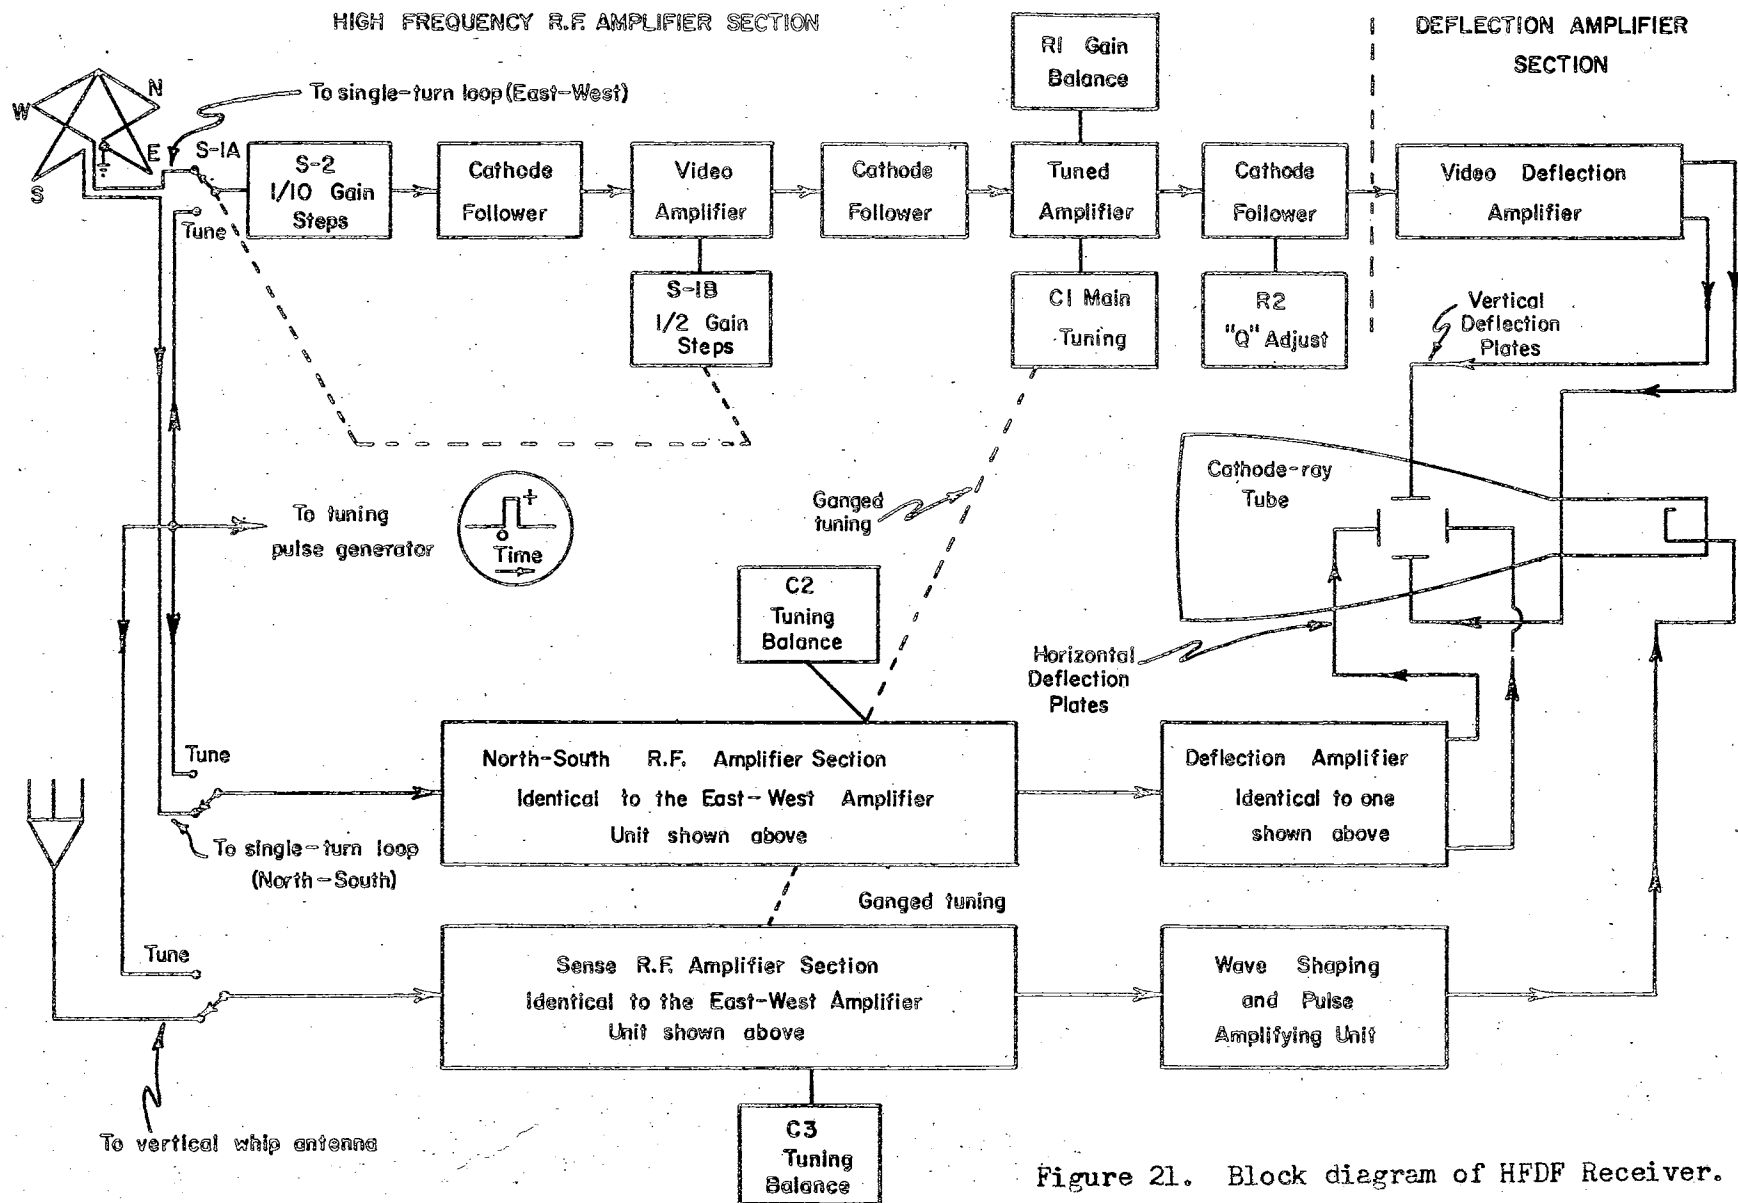 HIGH FREQUENCY R.F. AMPLIFIER SECTION
DEFLECTION AMPLIFIER
SECTION
R1 Gain
Balance
W
N
E
S
To single-turn loop (East-West)
S-1A
Tune
S-2
1/10 Gain
Steps
Cathode
Follower
Video
Amplifier
Cathode
Follower
Tuned
Amplifier
Cathode
Follower
Video Deflection
Amplifier
S-1B
1/2 Gain
Steps
C1 Main
Tuning
R2
"Q" Adjust
Vertical
Deflection
Plates
Cathode-ray
Tube
Ganged
tuning
To tuning
pulse generator
+
0
Time
C2
Tuning
Balance
Horizontal
Deflection
Plates
Tune
North-South R.F. Amplifier Section
Identical to the East-West Amplifier
Unit shown above
Deflection Amplifier
Identical to one
shown above
To single-turn loop
(North-South)
Ganged tuning
Tune
Sense R.F. Amplifier Section
Identical to the East-West Amplifier
Unit shown above
Wave Shaping
and Pulse
Amplifying Unit
To vertical whip antenna
C3
Tuning
Balance
Figure 21. Block diagram of HFDF Receiver.